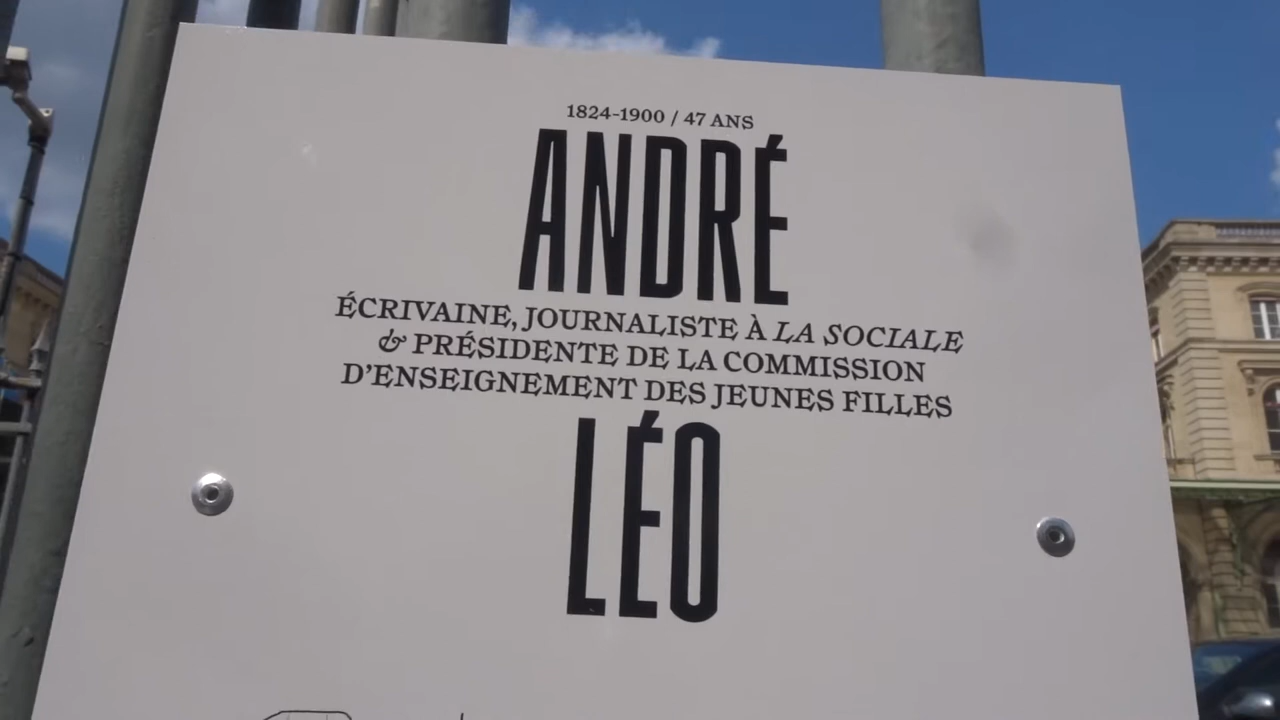 1824-1900 / 47 ANS
ANDRÉ
ÉCRIVAINE, JOURNALISTE À LA SOCIALE
& PRÉSIDENTE DE LA COMMISSION
D’ENSEIGNEMENT DES JEUNES FILLES
LÉO